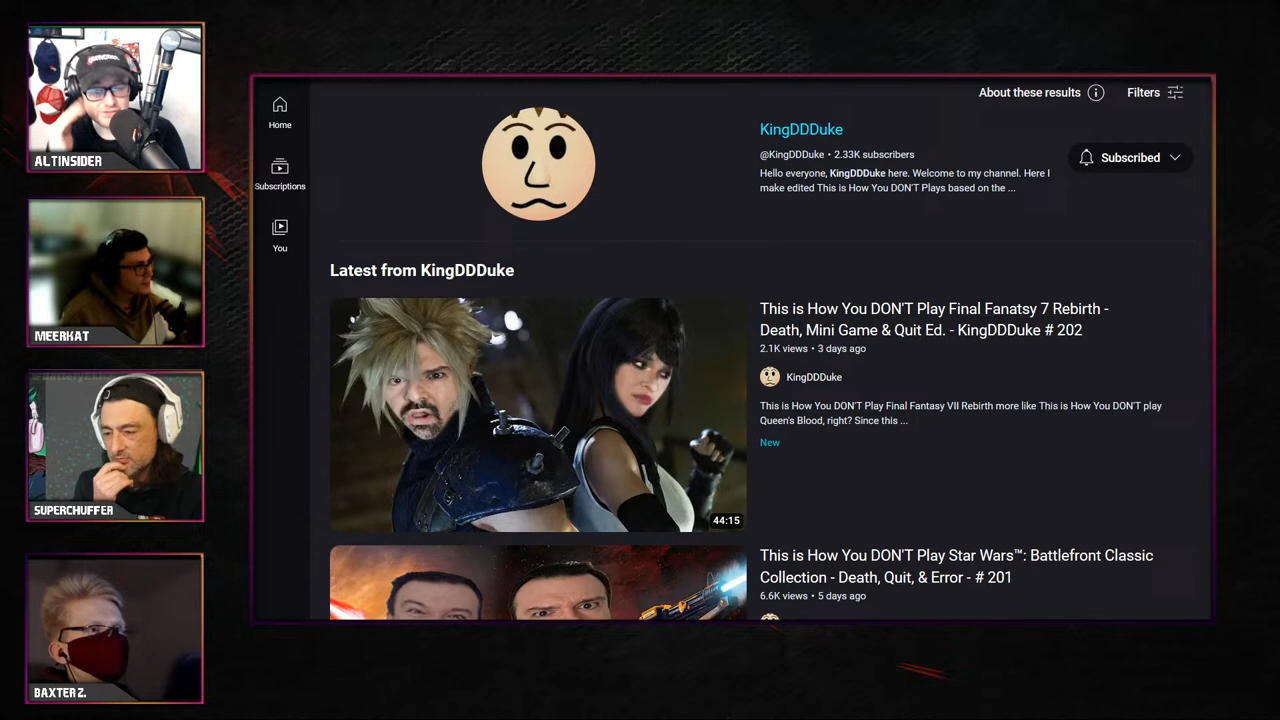 ALTINSIDER
MEERKAT
SUPERCHUFFER
BAXTER Z.
Home
Subscriptions
You
About these results
Filters
KingDDDuke
@KingDDDuke • 2.33K subscribers
Hello everyone, KingDDDuke here. Welcome to my channel. Here I
make edited This is How You DON'T Plays based on the ...
Subscribed
Latest from KingDDDuke
This is How You DON'T Play Final Fanatsy 7 Rebirth -
Death, Mini Game & Quit Ed. - KingDDDuke # 202
2.1K views • 3 days ago
KingDDDuke
This is How You DON'T Play Final Fantasy VII Rebirth more like This is How You DON'T play
Queen's Blood, right? Since this ...
New
44:15
This is How You DON'T Play Star Wars™: Battlefront Classic
Collection - Death, Quit, & Error - # 201
6.6K views • 5 days ago